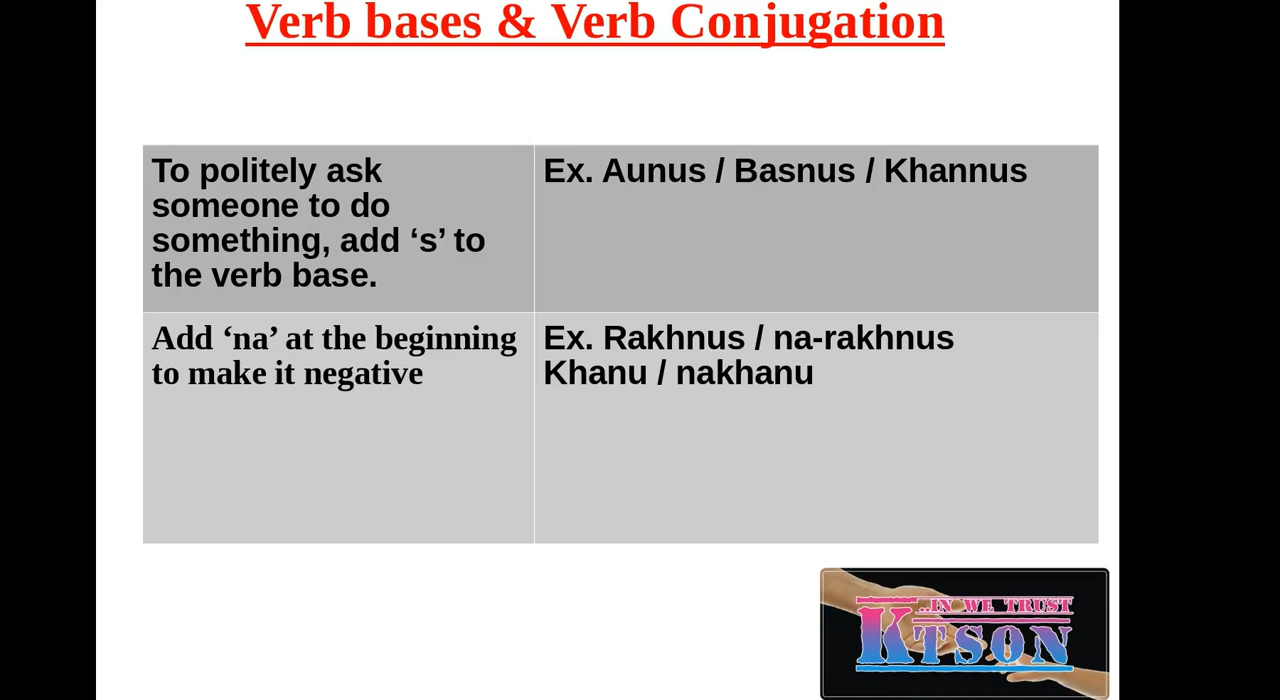 Verb bases & Verb Conjugation
To politely ask
someone to do
something, add ‘s’ to
the verb base.
Ex. Aunus / Basnus / Khannus
Add ‘na’ at the beginning
to make it negative
Ex. Rakhnus / na-rakhnus
Khanu / nakhanu
..IN WE TRUST
KTSON